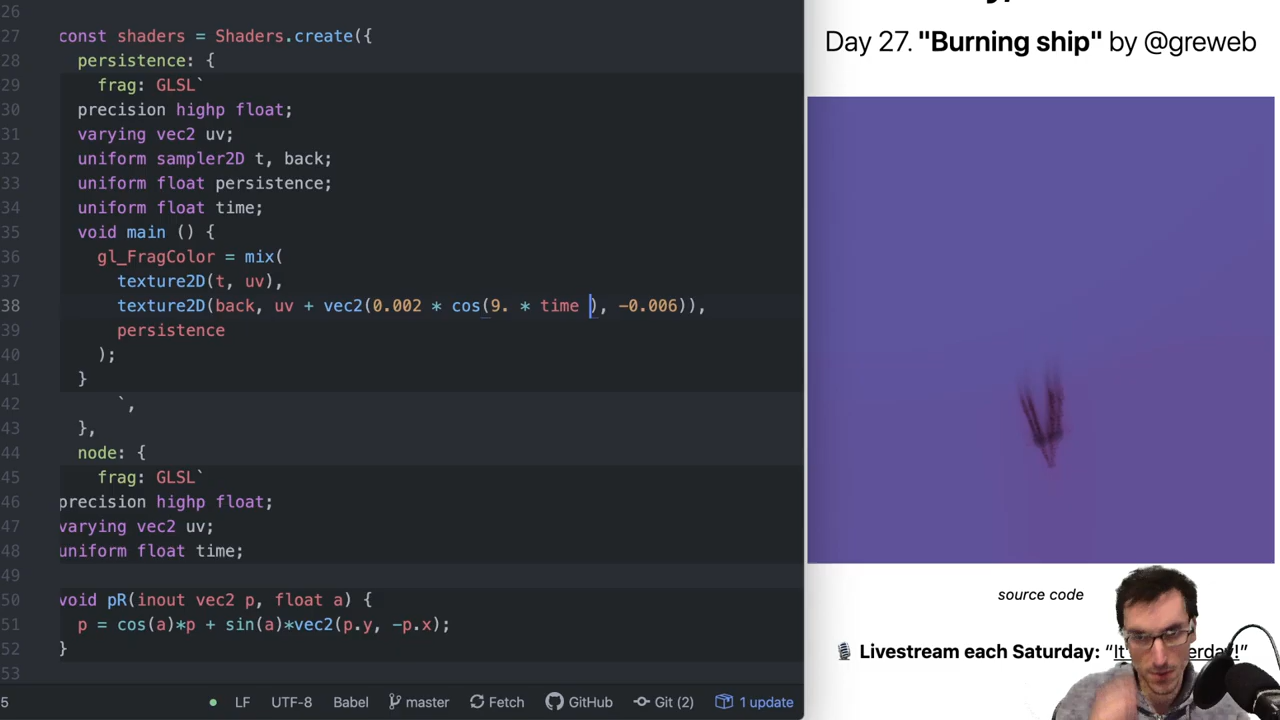 26
27 const shaders = Shaders.create({
28 persistence: {
29 frag: GLSL`
30 precision highp float;
31 varying vec2 uv;
32 uniform sampler2D t, back;
33 uniform float persistence;
34 uniform float time;
35 void main () {
36 gl_FragColor = mix(
37 texture2D(t, uv),
38 texture2D(back, uv + vec2(0.002 * cos(9. * time ), -0.006)),
39 persistence
40 );
41 }
42 `,
43 },
44 node: {
45 frag: GLSL`
46 precision highp float;
47 varying vec2 uv;
48 uniform float time;
49
50 void pR(inout vec2 p, float a) {
51 p = cos(a)*p + sin(a)*vec2(p.y, -p.x);
52 }
53
5 LF UTF-8 Babel master Fetch GitHub Git (2) 1 update
Day 27. "Burning ship" by @greweb
source code
Livestream each Saturday: